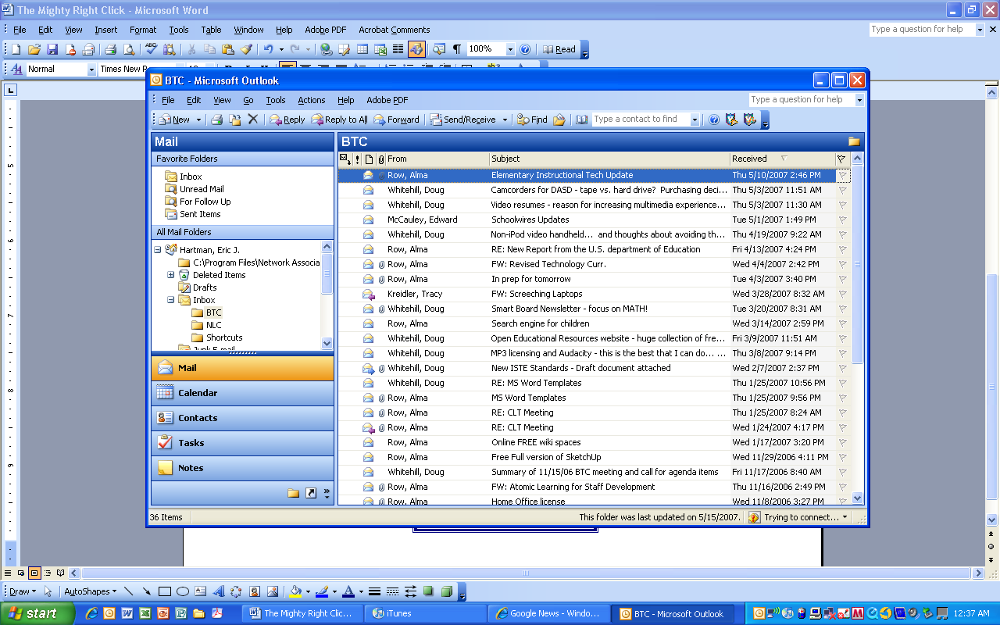 The Mighty Right Click - Microsoft Word
File Edit View Insert Format Tools Table Window Help Adobe PDF Acrobat Comments Type a question for help
100% Read
Normal Times New
BTC - Microsoft Outlook
File Edit View Go Tools Actions Help Adobe PDF Type a question for help
New Reply Reply to All Forward Send/Receive Find Type a contact to find
Mail
Favorite Folders
Inbox
Unread Mail
For Follow Up
Sent Items
All Mail Folders
Hartman, Eric J.
C:\Program Files\Network Associa
Deleted Items
Drafts
Inbox
BTC
NLC
Shortcuts
Junk E-mail
Mail
Calendar
Contacts
Tasks
Notes
BTC
From Subject Received
Row, Alma Elementary Instructional Tech Update Thu 5/10/2007 2:46 PM
Whitehill, Doug Camcorders for DASD - tape vs. hard drive? Purchasing deci... Thu 5/3/2007 11:51 AM
Whitehill, Doug Video resumes - reason for increasing multimedia experience... Thu 5/3/2007 11:30 AM
McCauley, Edward Schoolwires Updates Tue 5/1/2007 1:49 PM
Whitehill, Doug Non-iPod video handheld... and thoughts about avoiding th... Thu 4/19/2007 9:22 AM
Row, Alma RE: New Report from the U.S. department of Education Fri 4/13/2007 4:24 PM
Row, Alma FW: Revised Technology Curr. Wed 4/4/2007 2:42 PM
Row, Alma In prep for tomorrow Tue 4/3/2007 3:40 PM
Kreidler, Tracy FW: Screeching Laptops Wed 3/28/2007 8:32 AM
Whitehill, Doug Smart Board Newsletter - focus on MATH! Tue 3/20/2007 8:31 AM
Row, Alma Search engine for children Wed 3/14/2007 2:59 PM
Whitehill, Doug Open Educational Resources website - huge collection of fre... Fri 3/9/2007 11:51 AM
Whitehill, Doug MP3 licensing and Audacity - this is the best that I can do... ... Thu 3/8/2007 9:14 PM
Whitehill, Doug New ISTE Standards - Draft document attached Wed 2/7/2007 2:37 PM
Whitehill, Doug RE: MS Word Templates Thu 1/25/2007 10:56 PM
Row, Alma MS Word Templates Thu 1/25/2007 9:56 PM
Row, Alma RE: CLT Meeting Thu 1/25/2007 8:24 AM
Row, Alma RE: CLT Meeting Wed 1/24/2007 4:17 PM
Row, Alma Online FREE wiki spaces Wed 1/17/2007 3:20 PM
Row, Alma Free Full version of SketchUp Wed 11/29/2006 4:11 PM
Whitehill, Doug Summary of 11/15/06 BTC meeting and call for agenda items Fri 11/17/2006 8:40 AM
Row, Alma FW: Atomic Learning for Staff Development Thu 11/16/2006 2:49 PM
Row, Alma Home Office license Wed 11/8/2006 3:27 PM
36 Items This folder was last updated on 5/15/2007. Trying to connect...
Draw AutoShapes
start The Mighty Right Clic... iTunes Google News - Windo... BTC - Microsoft Outlook 12:37 AM